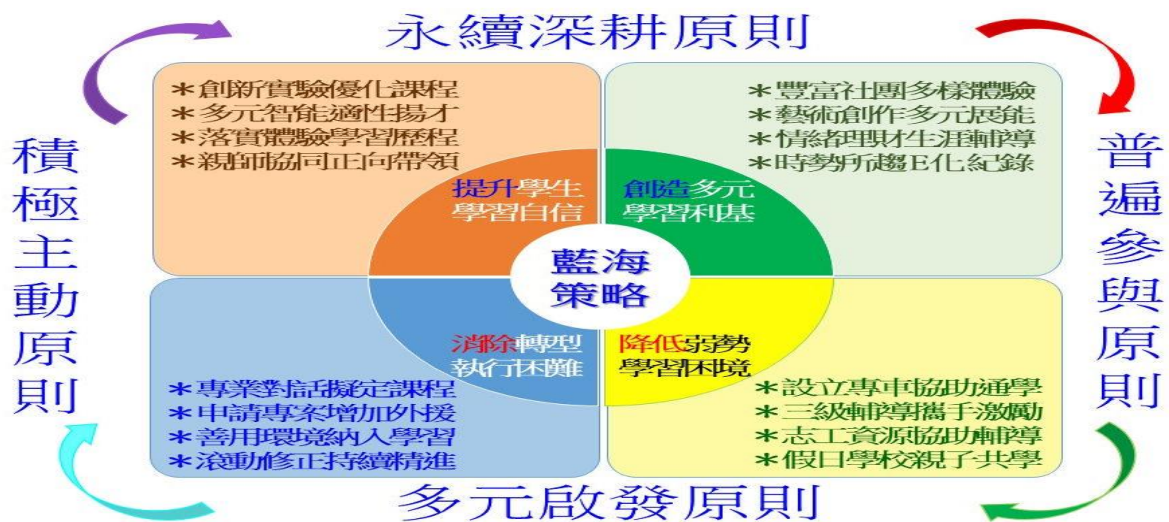 永續深耕原則
積極主動原則
＊創新實驗優化課程
＊多元智能適性揚才
＊落實體驗學習歷程
＊親師協同正向帶領
提升學生
學習自信
＊豐富社團多樣體驗
＊藝術創作多元展能
＊情緒理財生涯輔導
＊時勢所趨E化紀錄
創造多元
學習利基
普遍參與原則
藍海
策略
消除轉型
執行困難
＊專業對話擬定課程
＊申請專案增加外援
＊善用環境納入學習
＊滾動修正持續精進
降低弱勢
學習困境
＊設立專車協助通學
＊三級輔導攜手激勵
＊志工資源協助輔導
＊假日學校親子共學
多元啟發原則